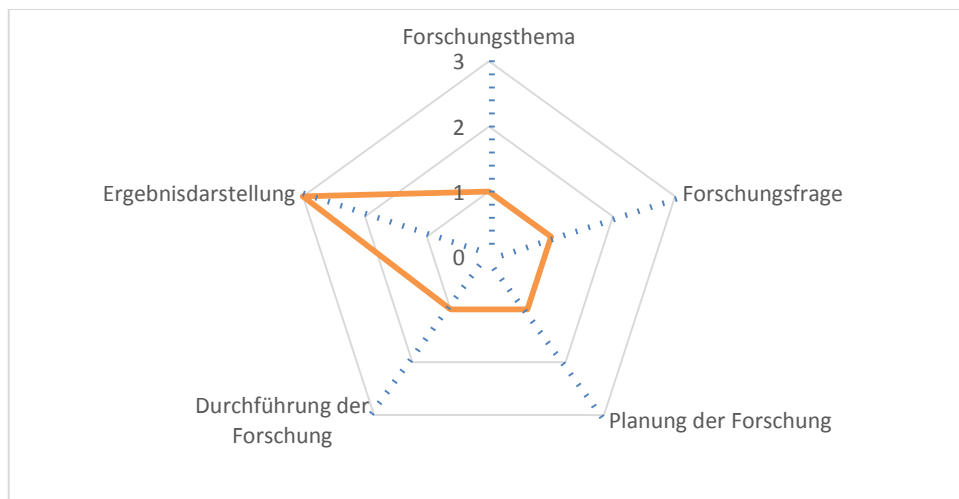 Forschungsthema
3
2
1
0
Ergebnisdarstellung
Forschungsfrage
Durchführung der
Forschung
Planung der Forschung